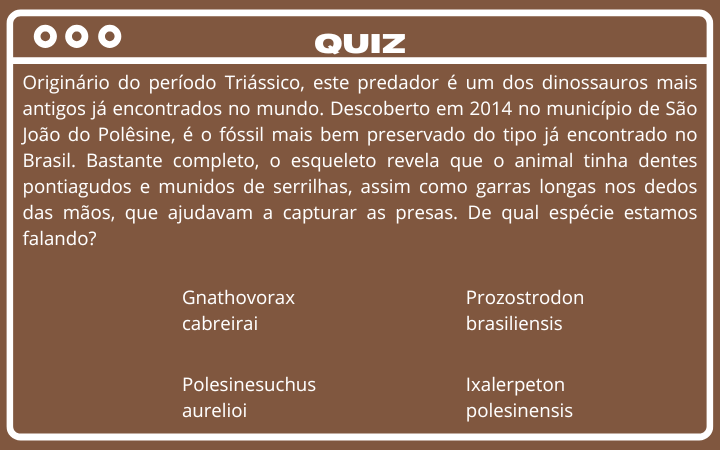 QUIZ
Originário do período Triássico, este predador é um dos dinossauros mais
antigos já encontrados no mundo. Descoberto em 2014 no município de São
João do Polêsine, é o fóssil mais bem preservado do tipo já encontrado no
Brasil. Bastante completo, o esqueleto revela que o animal tinha dentes
pontiagudos e munidos de serrilhas, assim como garras longas nos dedos
das mãos, que ajudavam a capturar as presas. De qual espécie estamos
falando?
Gnathovorax
cabreirai
Prozostrodon
brasiliensis
Polesinesuchus
aurelioi
Ixalerpeton
polesinensis